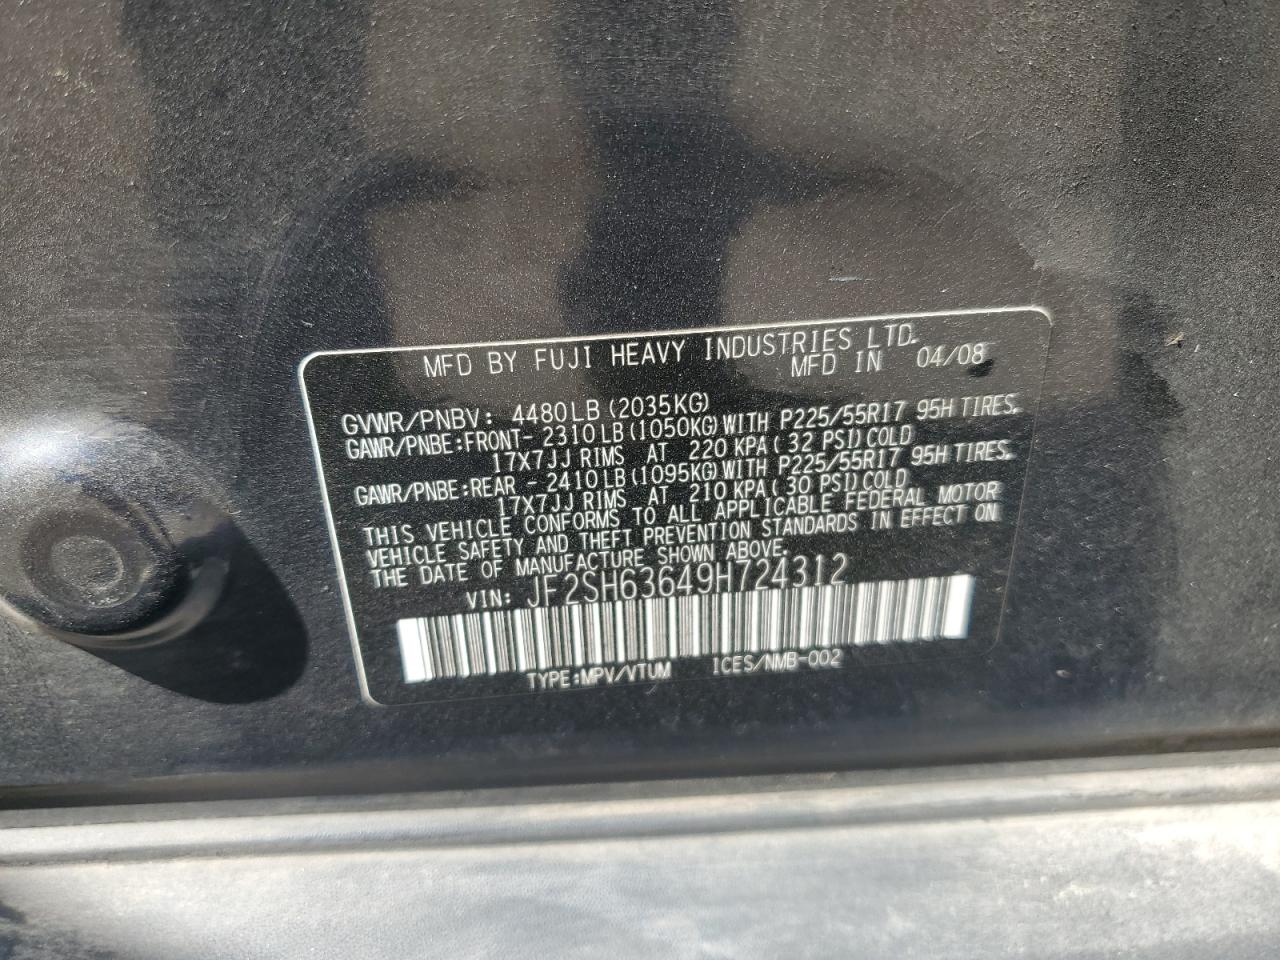 MFD BY FUJI HEAVY INDUSTRIES LTD.
MFD IN 04/08
GVWR/PNBV: 4480LB (2035KG)
GAWR/PNBE:FRONT- 2310LB (1050KG) WITH P225/55R17 95H TIRES.
17X7JJ RIMS AT 220 KPA ( 32 PSI) COLD
GAWR/PNBE:REAR - 2410LB (1095KG) WITH P225/55R17 95H TIRES.
17X7JJ RIMS AT 210 KPA ( 30 PSI) COLD
THIS VEHICLE CONFORMS TO ALL APPLICABLE FEDERAL MOTOR
VEHICLE SAFETY AND THEFT PREVENTION STANDARDS IN EFFECT ON
THE DATE OF MANUFACTURE SHOWN ABOVE.
VIN: JF2SH63649H724312
TYPE:MPV/VTUM ICES/NMB-002